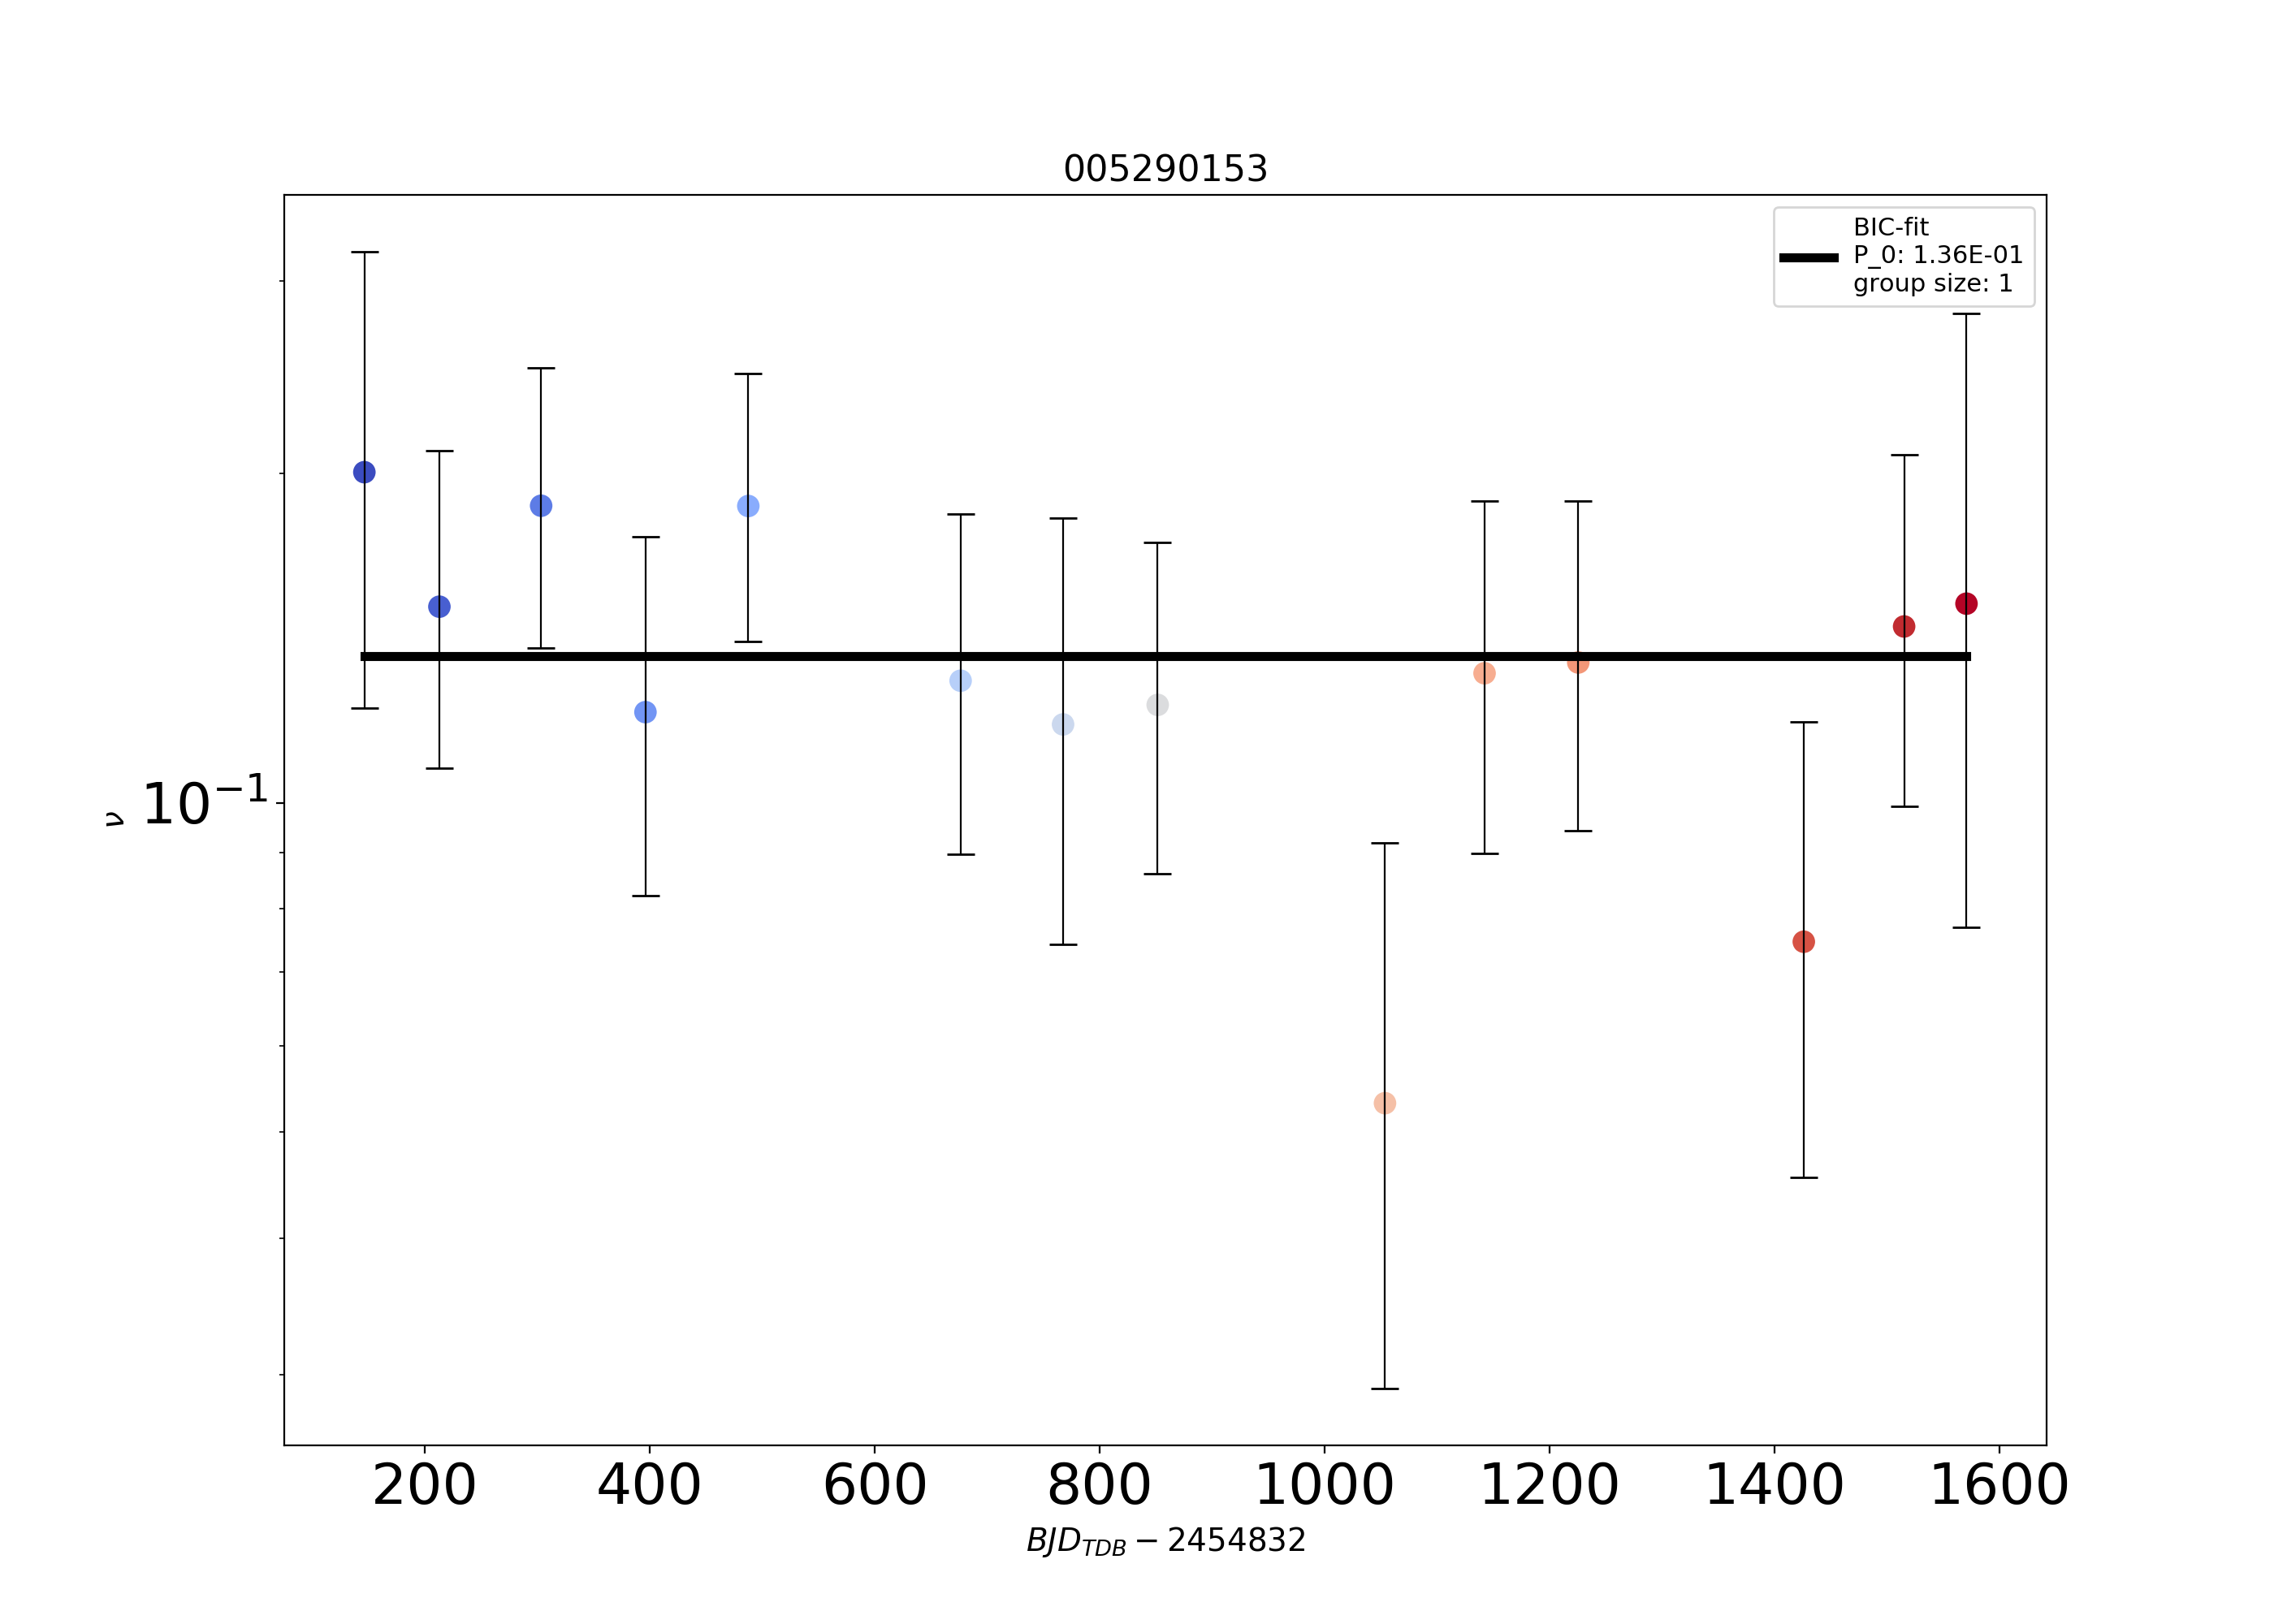 005290153
BIC-fit
P_0: 1.36E-01
group size: 1
ν
10⁻¹
200 400 600 800 1000 1200 1400 1600
BJD_TDB − 2454832